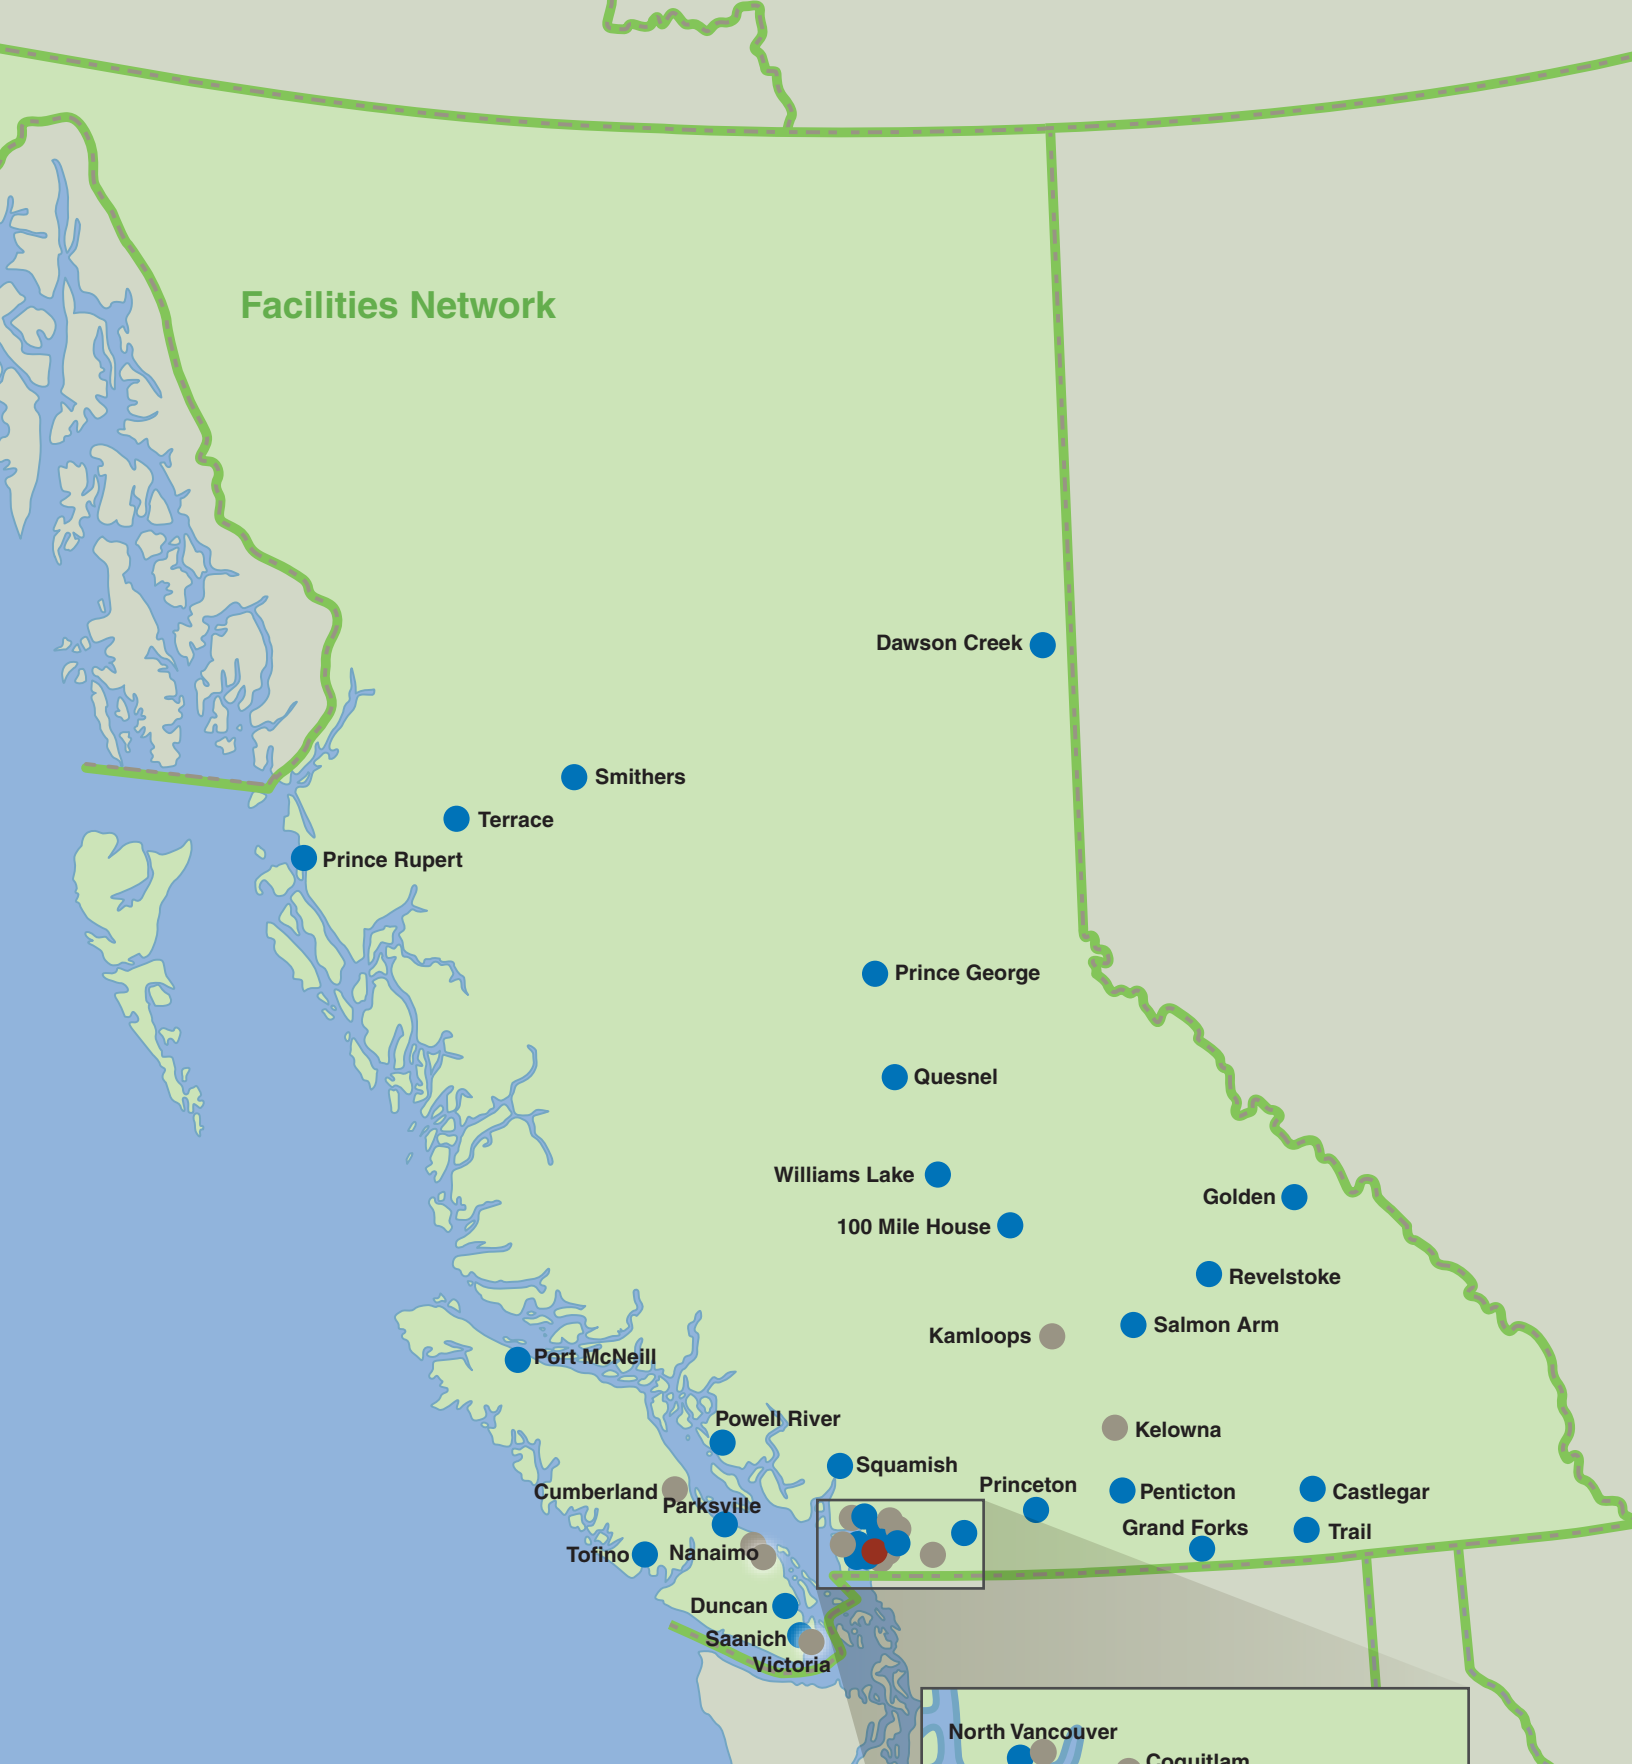 Facilities Network
Dawson Creek
Smithers
Terrace
Prince Rupert
Prince George
Quesnel
Williams Lake
Golden
100 Mile House
Revelstoke
Salmon Arm
Kamloops
Port McNeill
Powell River
Kelowna
Squamish
Princeton
Penticton
Castlegar
Cumberland
Parksville
Grand Forks
Trail
Tofino
Nanaimo
Duncan
Saanich
Victoria
North Vancouver
Coquitlam